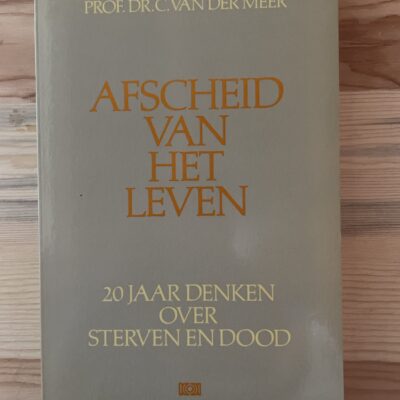 PROF. DR. C. VAN DER MEER
AFSCHEID
VAN
HET
LEVEN
20 JAAR DENKEN
OVER
STERVEN EN DOOD